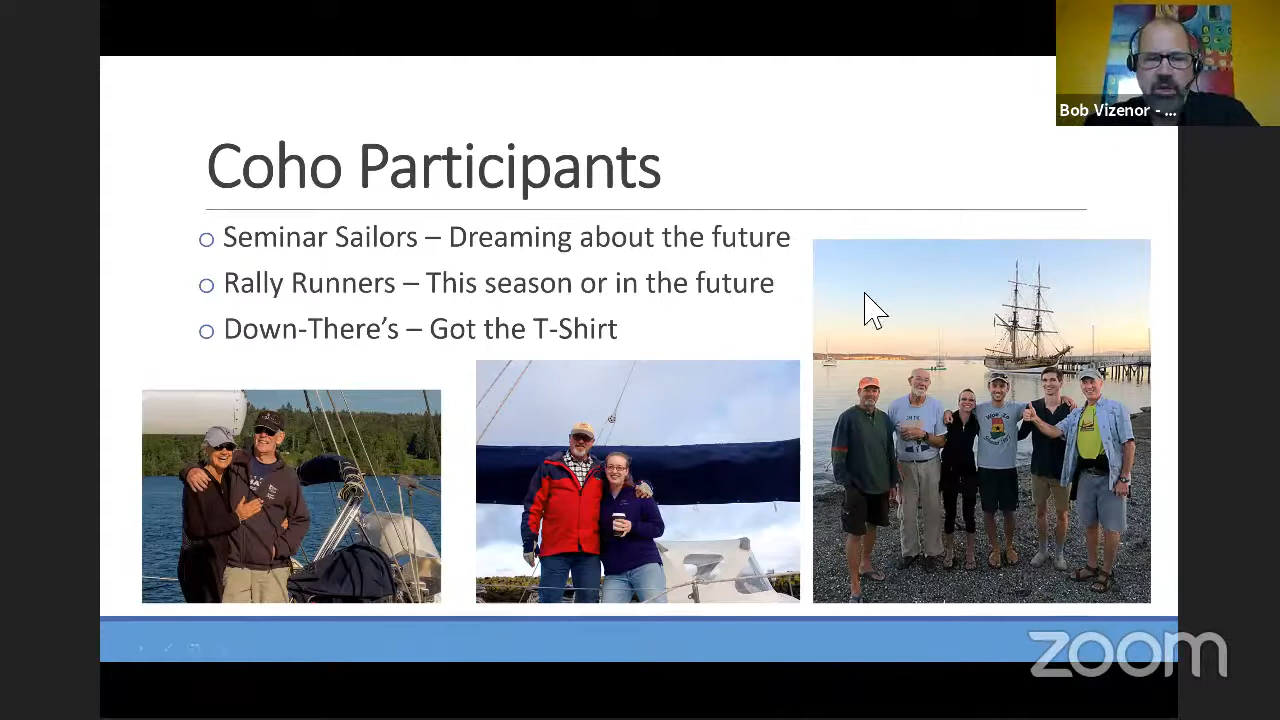 Bob Vizenor - ...
Coho Participants
Seminar Sailors – Dreaming about the future
Rally Runners – This season or in the future
Down-There’s – Got the T-Shirt
zoom